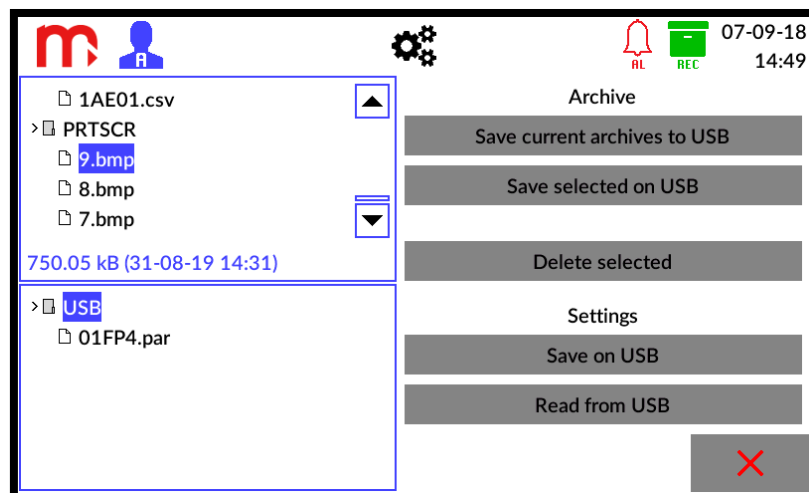 m
A
AL
REC
07-09-18
14:49
1AE01.csv
PRTSCR
9.bmp
8.bmp
7.bmp
750.05 kB (31-08-19 14:31)
USB
01FP4.par
Archive
Save current archives to USB
Save selected on USB
Delete selected
Settings
Save on USB
Read from USB